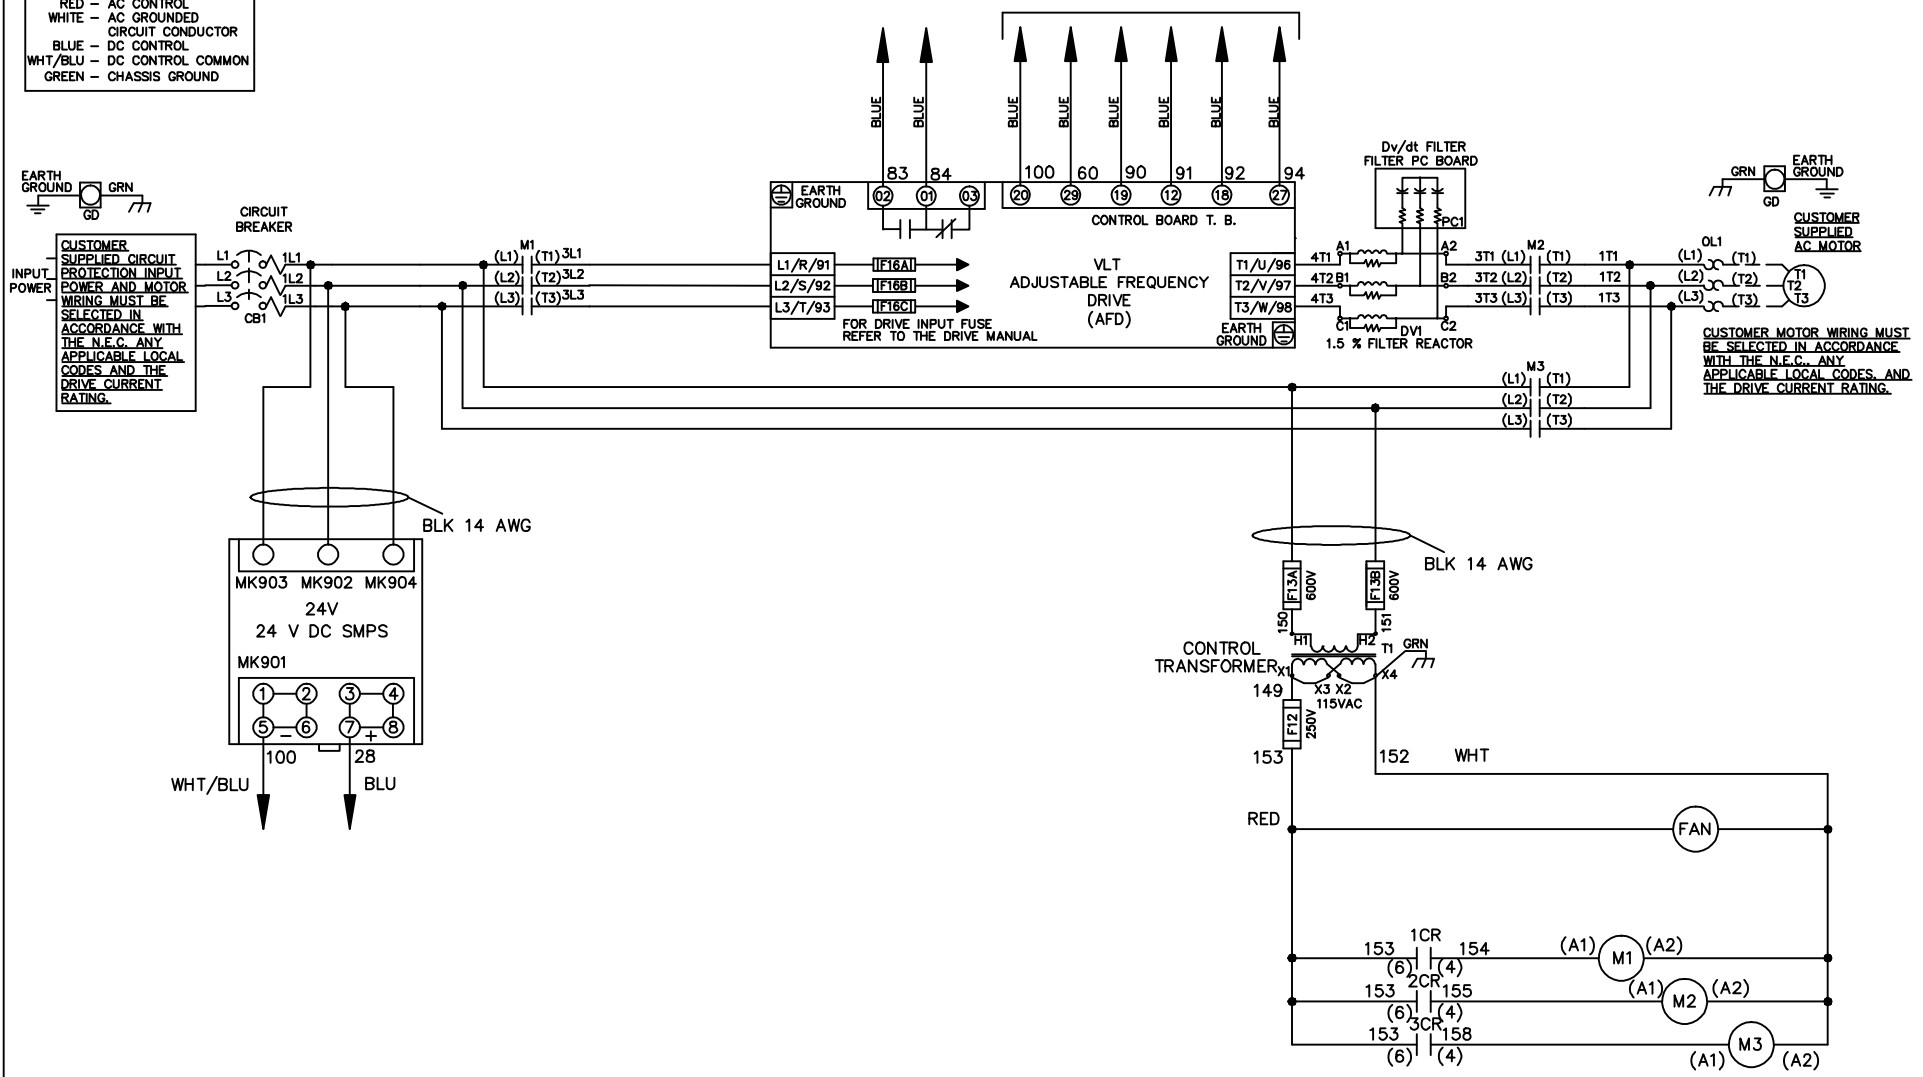 RED – AC CONTROL
WHITE – AC GROUNDED
CIRCUIT CONDUCTOR
BLUE – DC CONTROL
WHT/BLU – DC CONTROL COMMON
GREEN – CHASSIS GROUND
BLUE
BLUE
BLUE
BLUE
BLUE
BLUE
BLUE
BLUE
EARTH
GROUND
GRN
GD
CIRCUIT
BREAKER
CUSTOMER
SUPPLIED CIRCUIT
PROTECTION INPUT
POWER AND MOTOR
WIRING MUST BE
SELECTED IN
ACCORDANCE WITH
THE N.E.C. ANY
APPLICABLE LOCAL
CODES AND THE
DRIVE CURRENT
RATING.
INPUT
POWER
L1 1L1
L2 1L2
L3 1L3
CB1
M1
(L1) (T1) 3L1
(L2) (T2) 3L2
(L3) (T3) 3L3
83 84 100 60 90 91 92 94
EARTH
GROUND
02 01 03 20 29 19 12 18 27
CONTROL BOARD T. B.
L1/R/91 F16A
L2/S/92 F16B
L3/T/93 F16C
FOR DRIVE INPUT FUSE
REFER TO THE DRIVE MANUAL
VLT
ADJUSTABLE FREQUENCY
DRIVE
(AFD)
T1/U/96
T2/V/97
T3/W/98
EARTH
GROUND
Dv/dt FILTER
FILTER PC BOARD
PC1
4T1 A1 A2
4T2 B1 B2
4T3
C1 C2
DV1
1.5 % FILTER REACTOR
M2
3T1 (L1) (T1) 1T1
3T2 (L2) (T2) 1T2
3T3 (L3) (T3) 1T3
OL1
(L1) (T1)
(L2) (T2)
(L3) (T3)
T1
T2
T3
GRN
EARTH
GROUND
GD
CUSTOMER
SUPPLIED
AC MOTOR
CUSTOMER MOTOR WIRING MUST
BE SELECTED IN ACCORDANCE
WITH THE N.E.C., ANY
APPLICABLE LOCAL CODES, AND
THE DRIVE CURRENT RATING.
M3
(L1) (T1)
(L2) (T2)
(L3) (T3)
BLK 14 AWG
MK903 MK902 MK904
24V
24 V DC SMPS
MK901
1 2 3 4
5 6 7 8
– +
100 28
WHT/BLU BLU
BLK 14 AWG
F13A 600V
F13B 600V
150
151
H1 H2
T1
GRN
CONTROL
TRANSFORMER
X1 X3 X2 X4
115VAC
149
F12 250V
153
152 WHT
RED
FAN
1CR
153 154 (A1) M1 (A2)
(6) (4)
2CR
153 155 (A1) M2 (A2)
(6) (4)
3CR
153 158 M3
(6) (4) (A1) (A2)